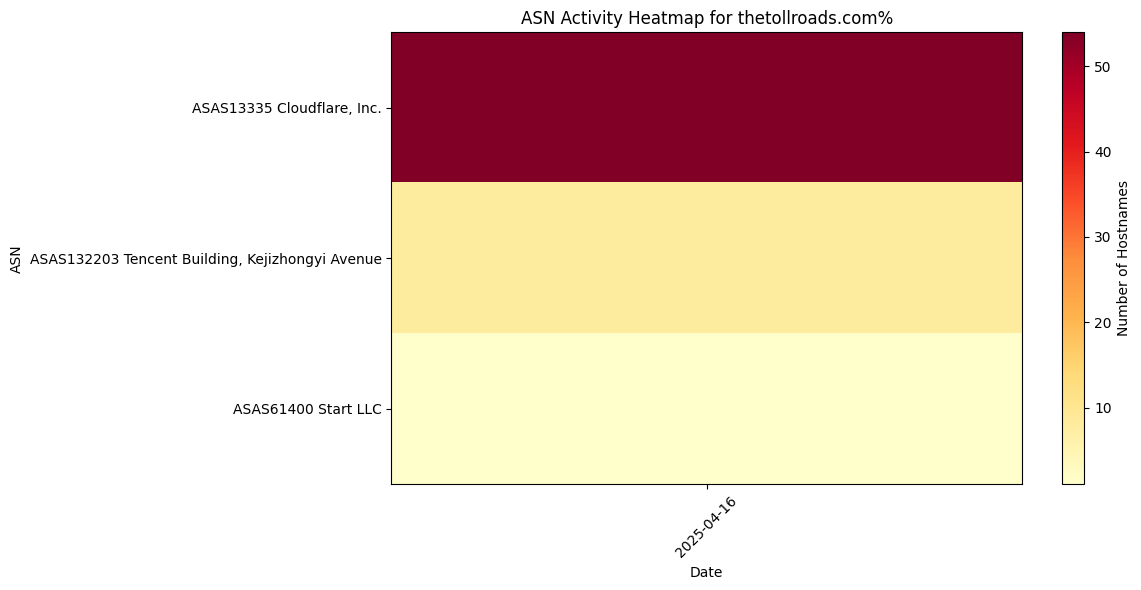 ASN Activity Heatmap for thetollroads.com%
ASAS13335 Cloudflare, Inc.
ASAS132203 Tencent Building, Kejizhongyi Avenue
ASAS61400 Start LLC
ASN
2025-04-16
Date
50
40
30
20
10
Number of Hostnames